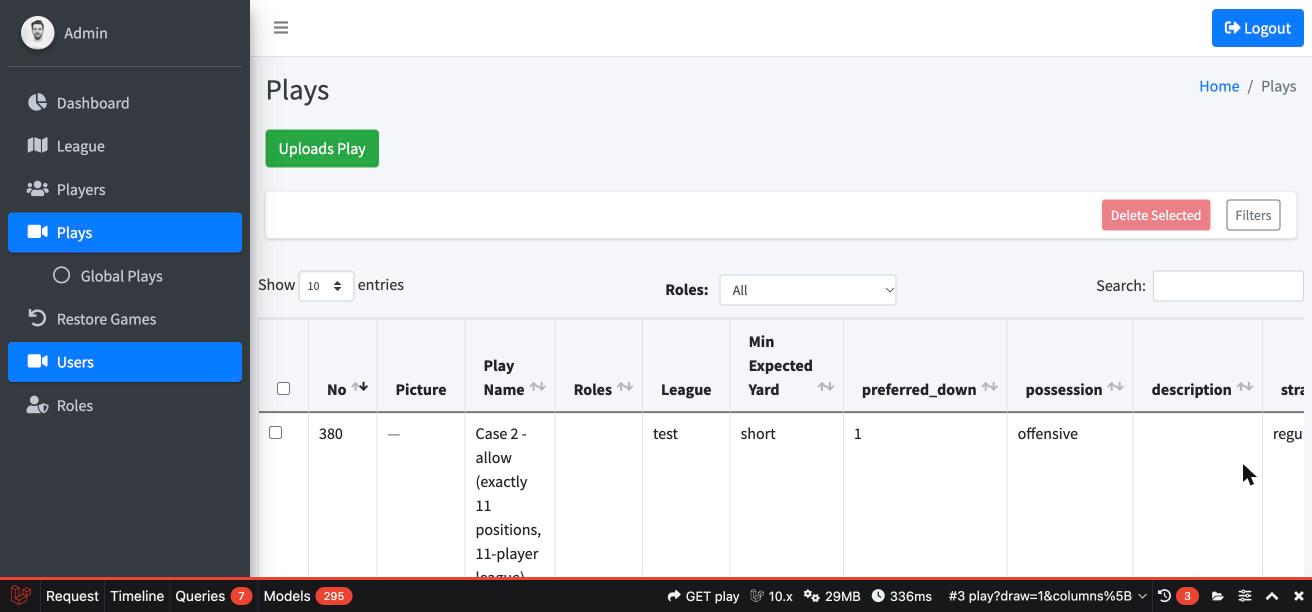 Admin
Logout
Dashboard
League
Players
Plays
Global Plays
Restore Games
Users
Roles
Plays
Home / Plays
Uploads Play
Delete Selected
Filters
Show 10 entries
Roles: All
Search:
No
Picture
Play
Name
Roles
League
Min
Expected
Yard
preferred_down
possession
description
stra
380
—
Case 2 -
allow
(exactly
11
positions,
11-player
league)
test
short
1
offensive
regu
Request Timeline Queries 7 Models 295 GET play 10.x 29MB 336ms #3 play?draw=1&columns%5B 3